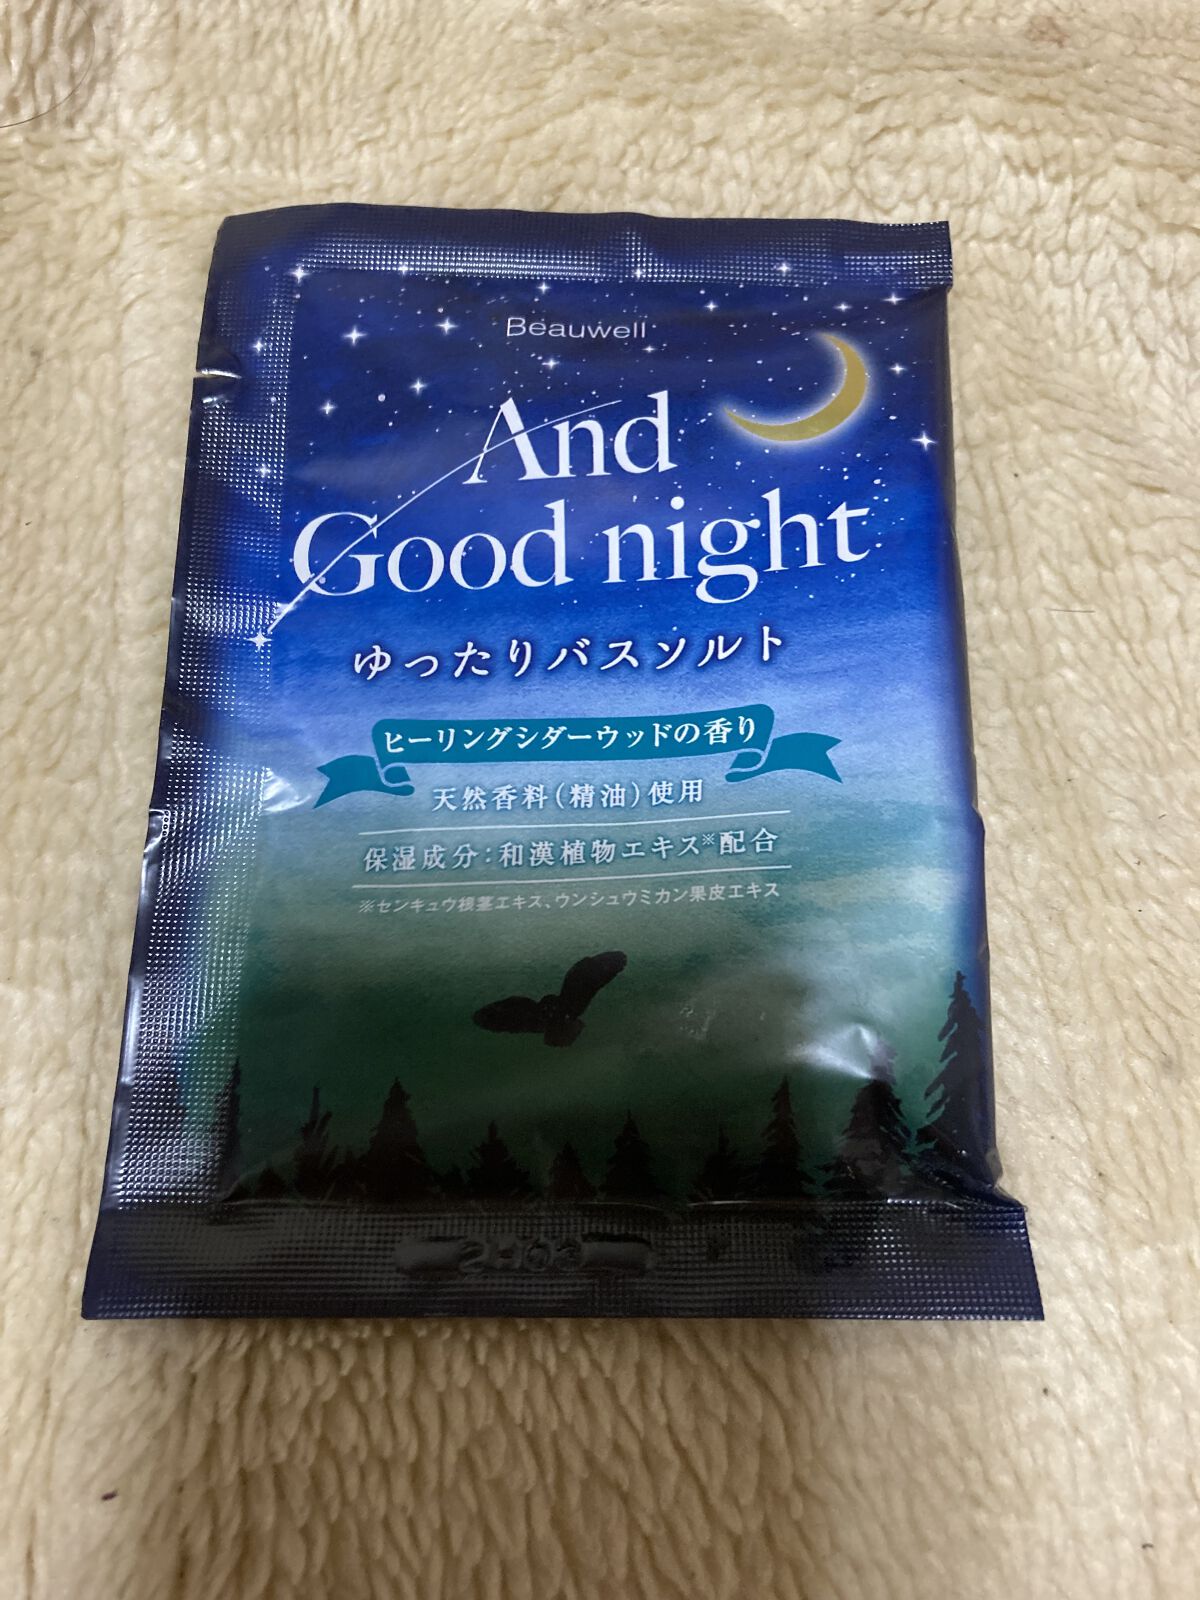 Beauwell
And
Good night
ゆったりバスソルト
ヒーリングシダーウッドの香り
天然香料(精油)使用
保湿成分:和漢植物エキス※配合
※センキュウ根茎エキス、ウンシュウミカン果皮エキス